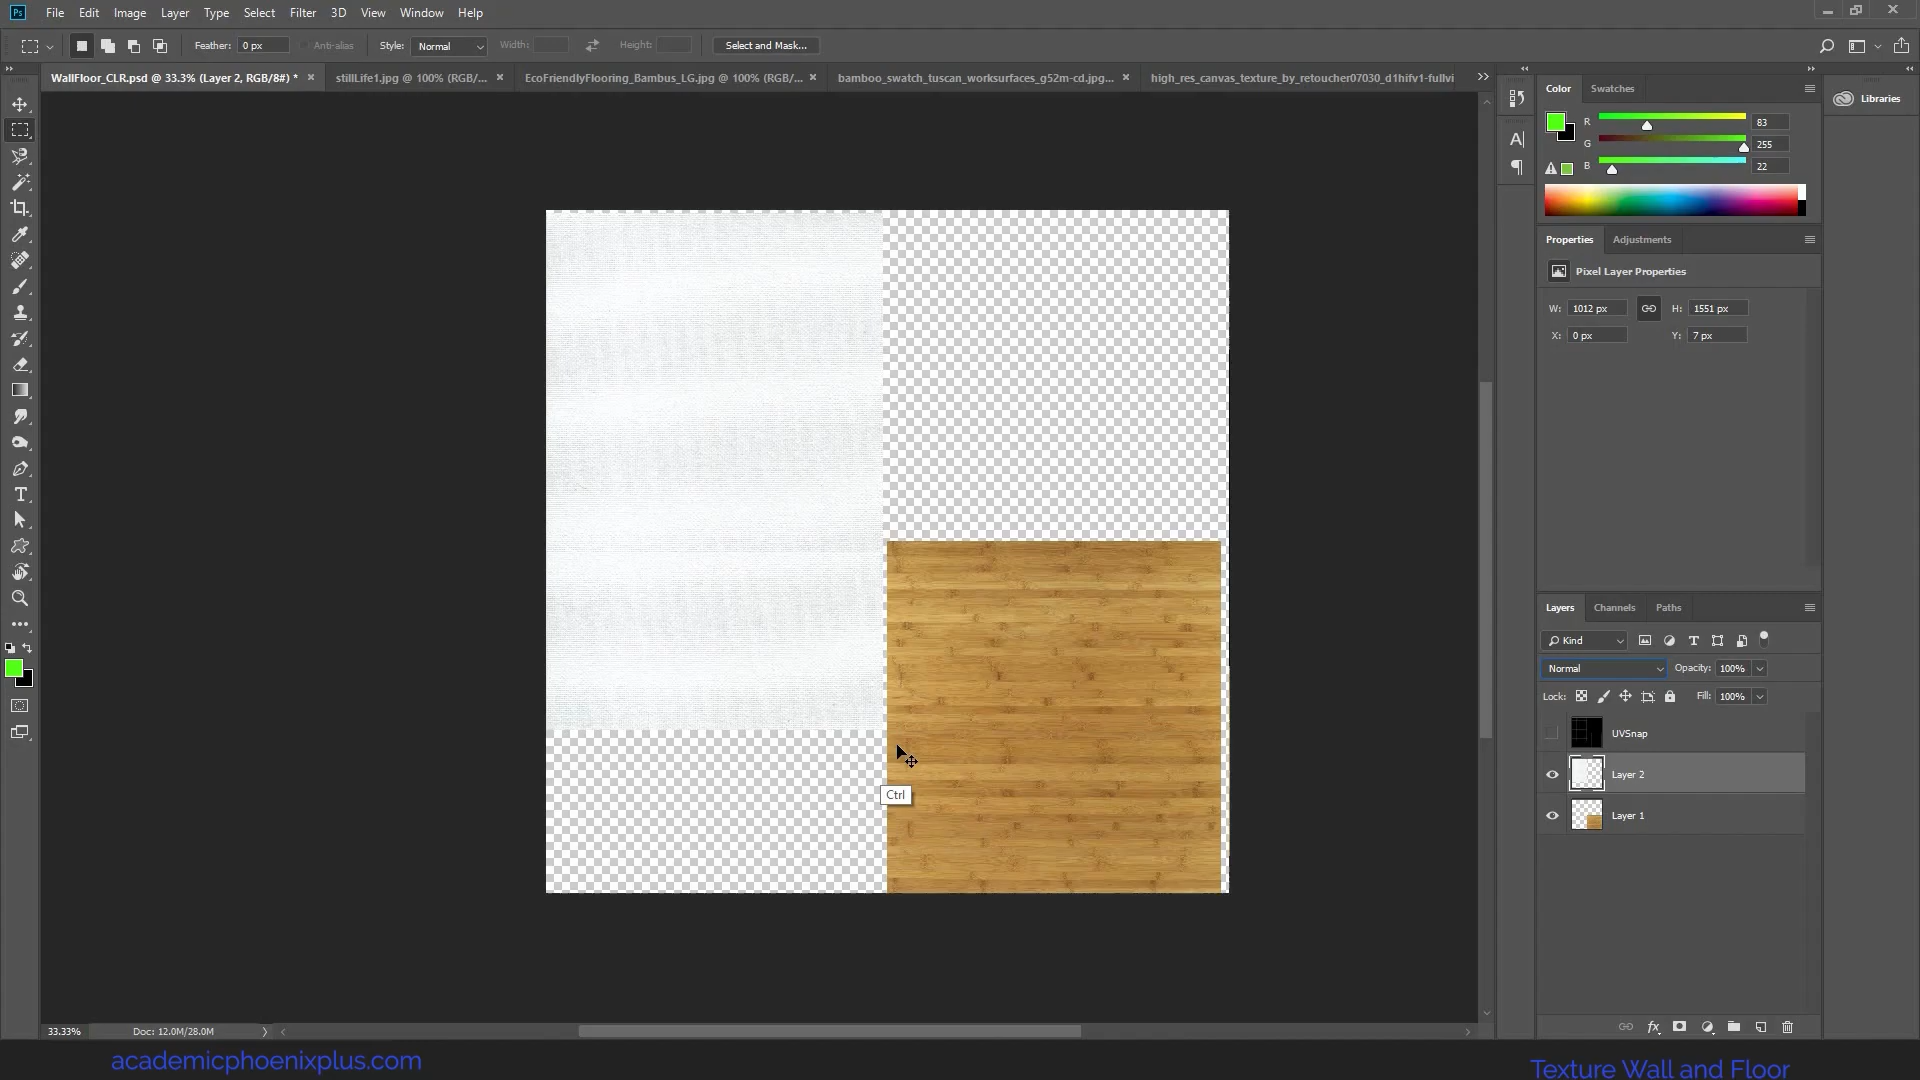 Ps File Edit Image Layer Type Select Filter 3D View Window Help
Feather: 0 px Anti-alias Style: Normal Width: Height: Select and Mask...
WallFloor_CLR.psd @ 33.3% (Layer 2, RGB/8#) * × stillLife1.jpg @ 100% (RGB/... × EcoFriendlyFlooring_Bambus_LG.jpg @ 100% (RGB/... × bamboo_swatch_tuscan_worksurfaces_g52m-cd.jpg... × high_res_canvas_texture_by_retoucher07030_d1hifv1-fullvi
Color Swatches
Libraries
R 83
G 255
B 22
Properties Adjustments
Pixel Layer Properties
W: 1012 px H: 1551 px
X: 0 px Y: 7 px
Layers Channels Paths
Kind
Normal Opacity: 100%
Lock: Fill: 100%
UVSnap
Layer 2
Layer 1
Ctrl
33.33% Doc: 12.0M/28.0M
academicphoenixplus.com
Texture Wall and Floor